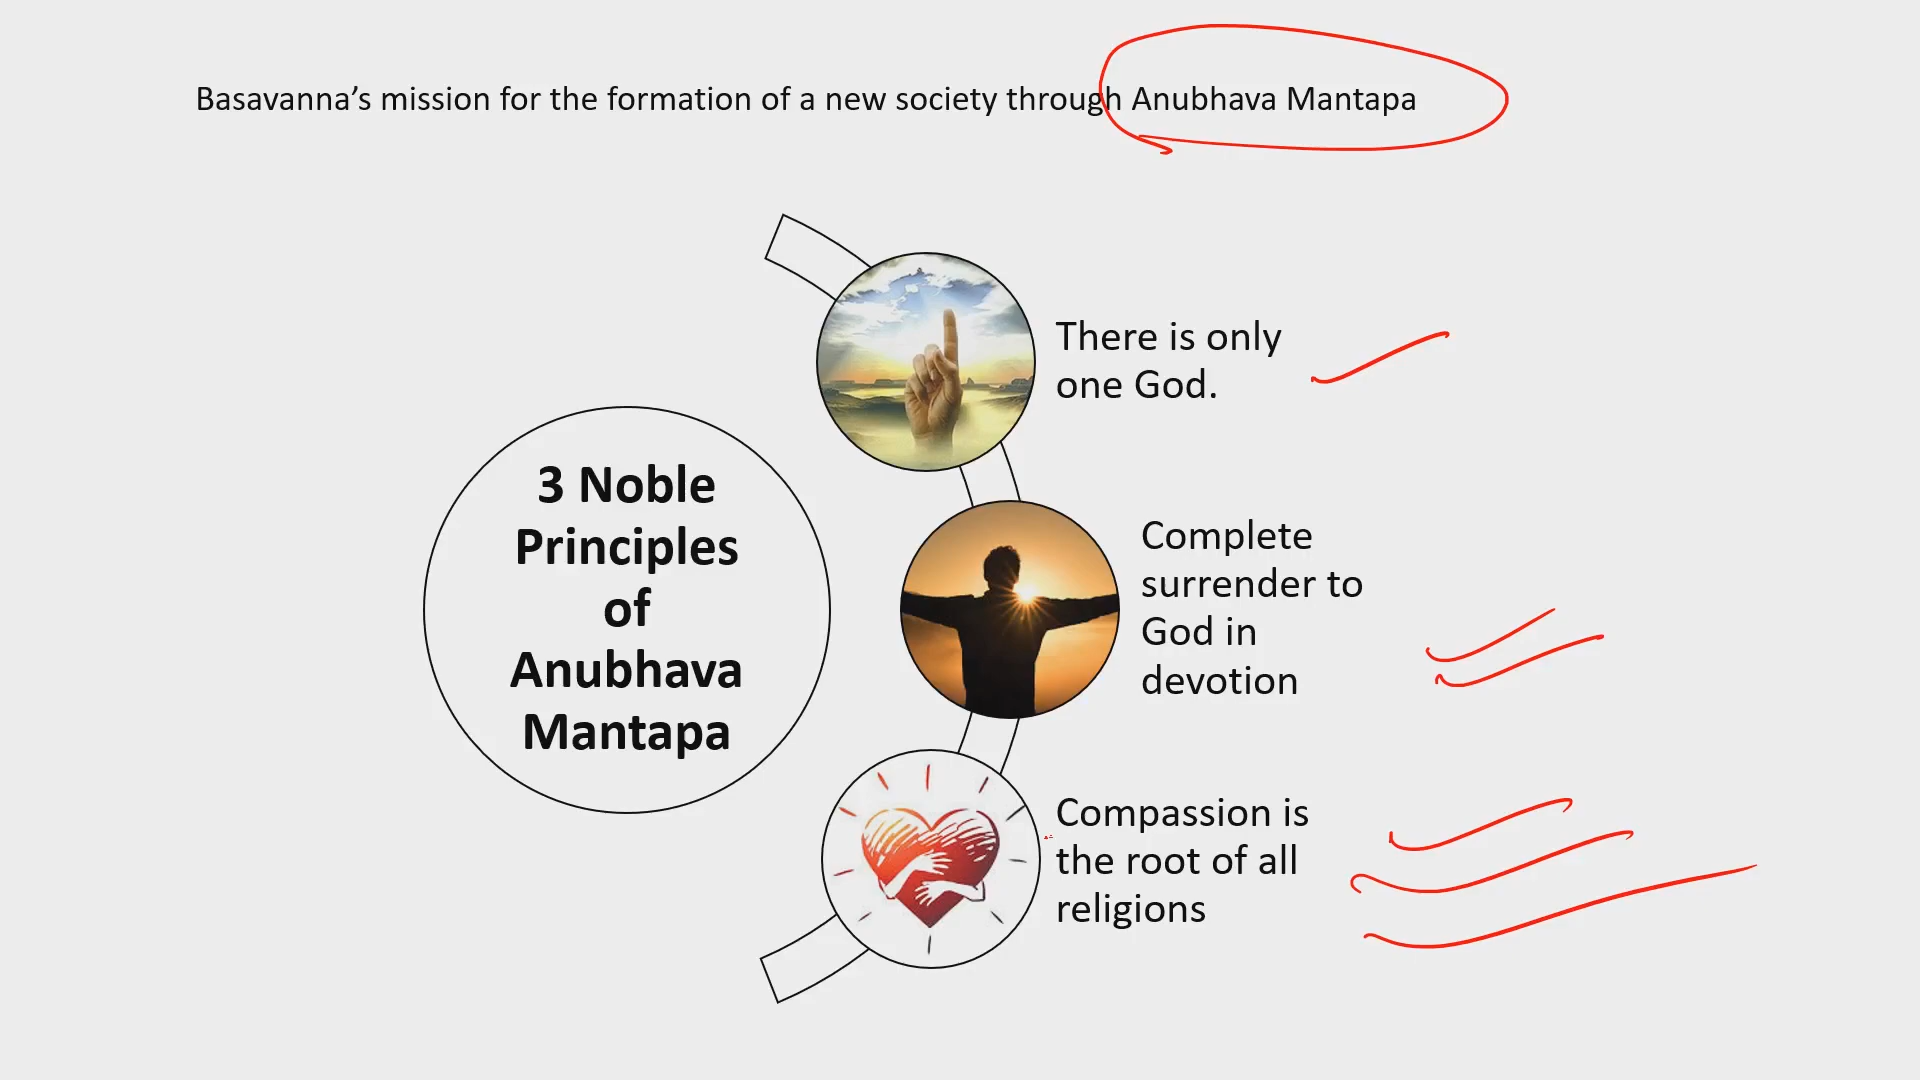 Basavanna’s mission for the formation of a new society through Anubhava Mantapa
3 Noble
Principles
of
Anubhava
Mantapa
There is only
one God.
Complete
surrender to
God in
devotion
Compassion is
the root of all
religions